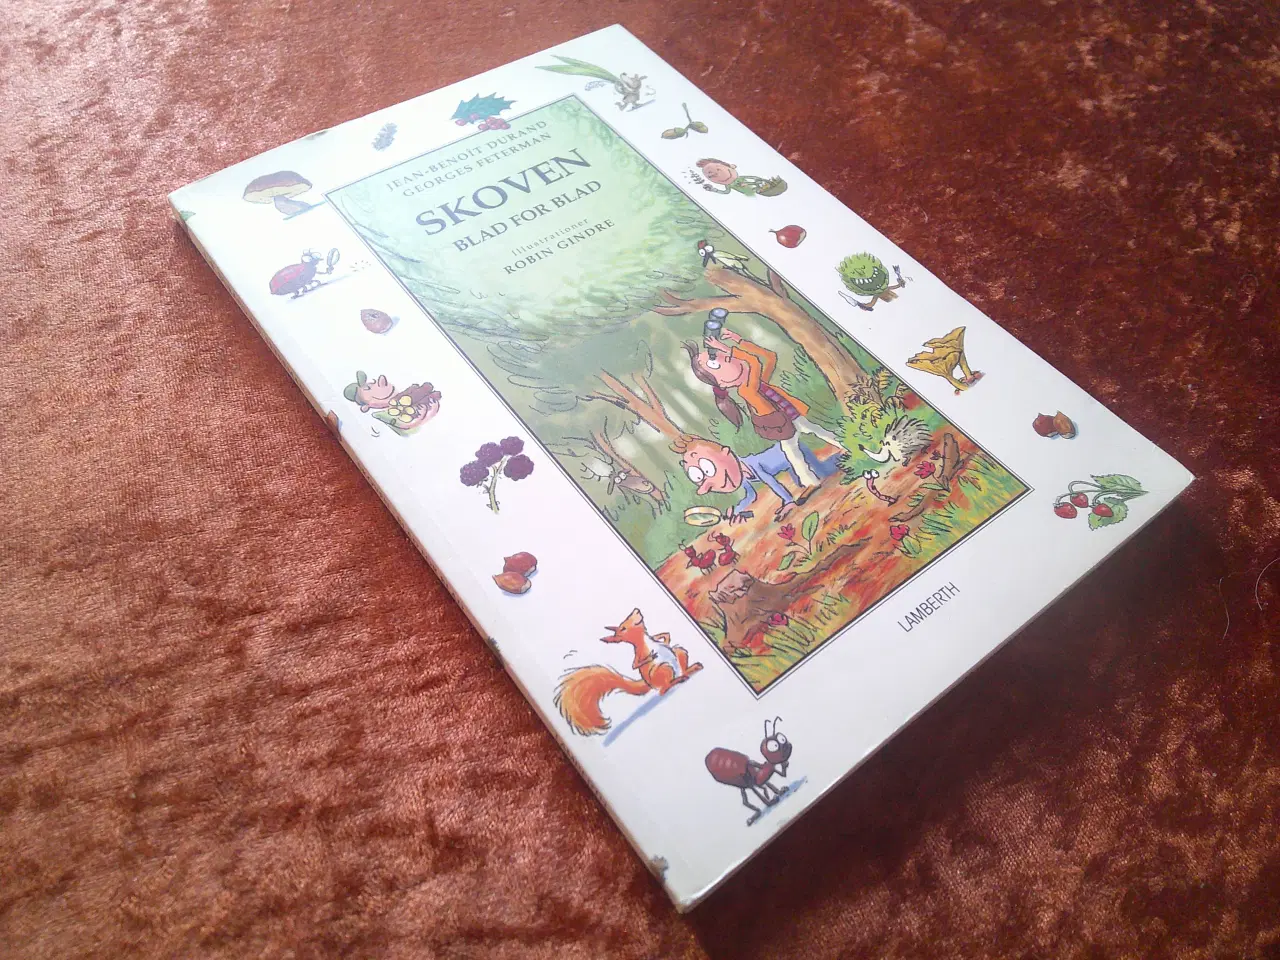 JEAN-BENOÎT DURAND
GEORGES FETERMAN
SKOVEN
BLAD FOR BLAD
illustrationer
ROBIN GINDRE
LAMBERTH